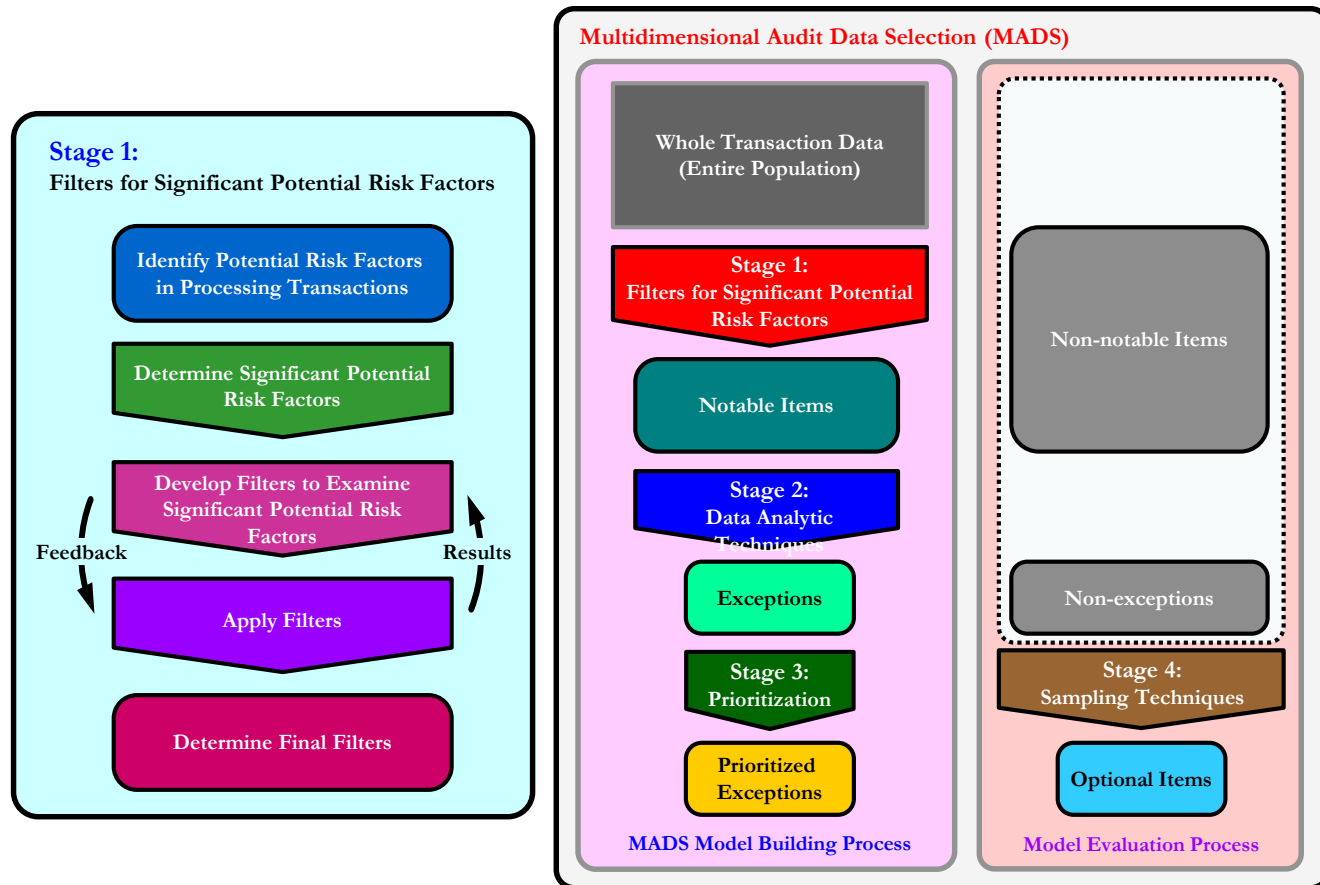 Stage 1:
Filters for Significant Potential Risk Factors
Identify Potential Risk Factors
in Processing Transactions
Determine Significant Potential
Risk Factors
Develop Filters to Examine
Significant Potential Risk
Factors
Feedback
Results
Apply Filters
Determine Final Filters
Multidimensional Audit Data Selection (MADS)
Whole Transaction Data
(Entire Population)
Stage 1:
Filters for Significant Potential
Risk Factors
Notable Items
Stage 2:
Data Analytic
Techniques
Exceptions
Stage 3:
Prioritization
Prioritized
Exceptions
MADS Model Building Process
Non-notable Items
Non-exceptions
Stage 4:
Sampling Techniques
Optional Items
Model Evaluation Process